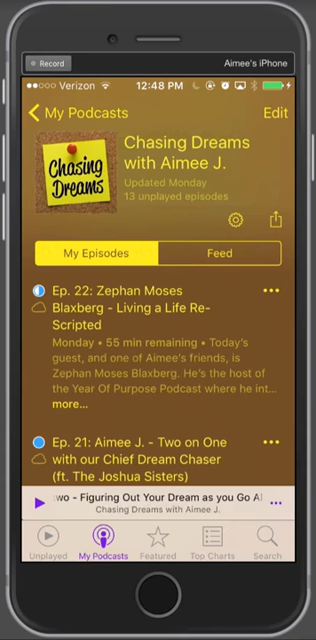 Record
Aimee's iPhone
Verizon
12:48 PM
My Podcasts
Edit
Chasing
Dreams
Chasing Dreams
with Aimee J.
Updated Monday
13 unplayed episodes
My Episodes
Feed
Ep. 22: Zephan Moses
Blaxberg - Living a Life Re-
Scripted
Monday • 55 min remaining • Today's
guest, and one of Aimee's friends, is
Zephan Moses Blaxberg. He's the host of
the Year Of Purpose Podcast where he int...
more...
Ep. 21: Aimee J. - Two on One
with our Chief Dream Chaser
(ft. The Joshua Sisters)
wo - Figuring Out Your Dream as you Go Al
Chasing Dreams with Aimee J.
Unplayed
My Podcasts
Featured
Top Charts
Search